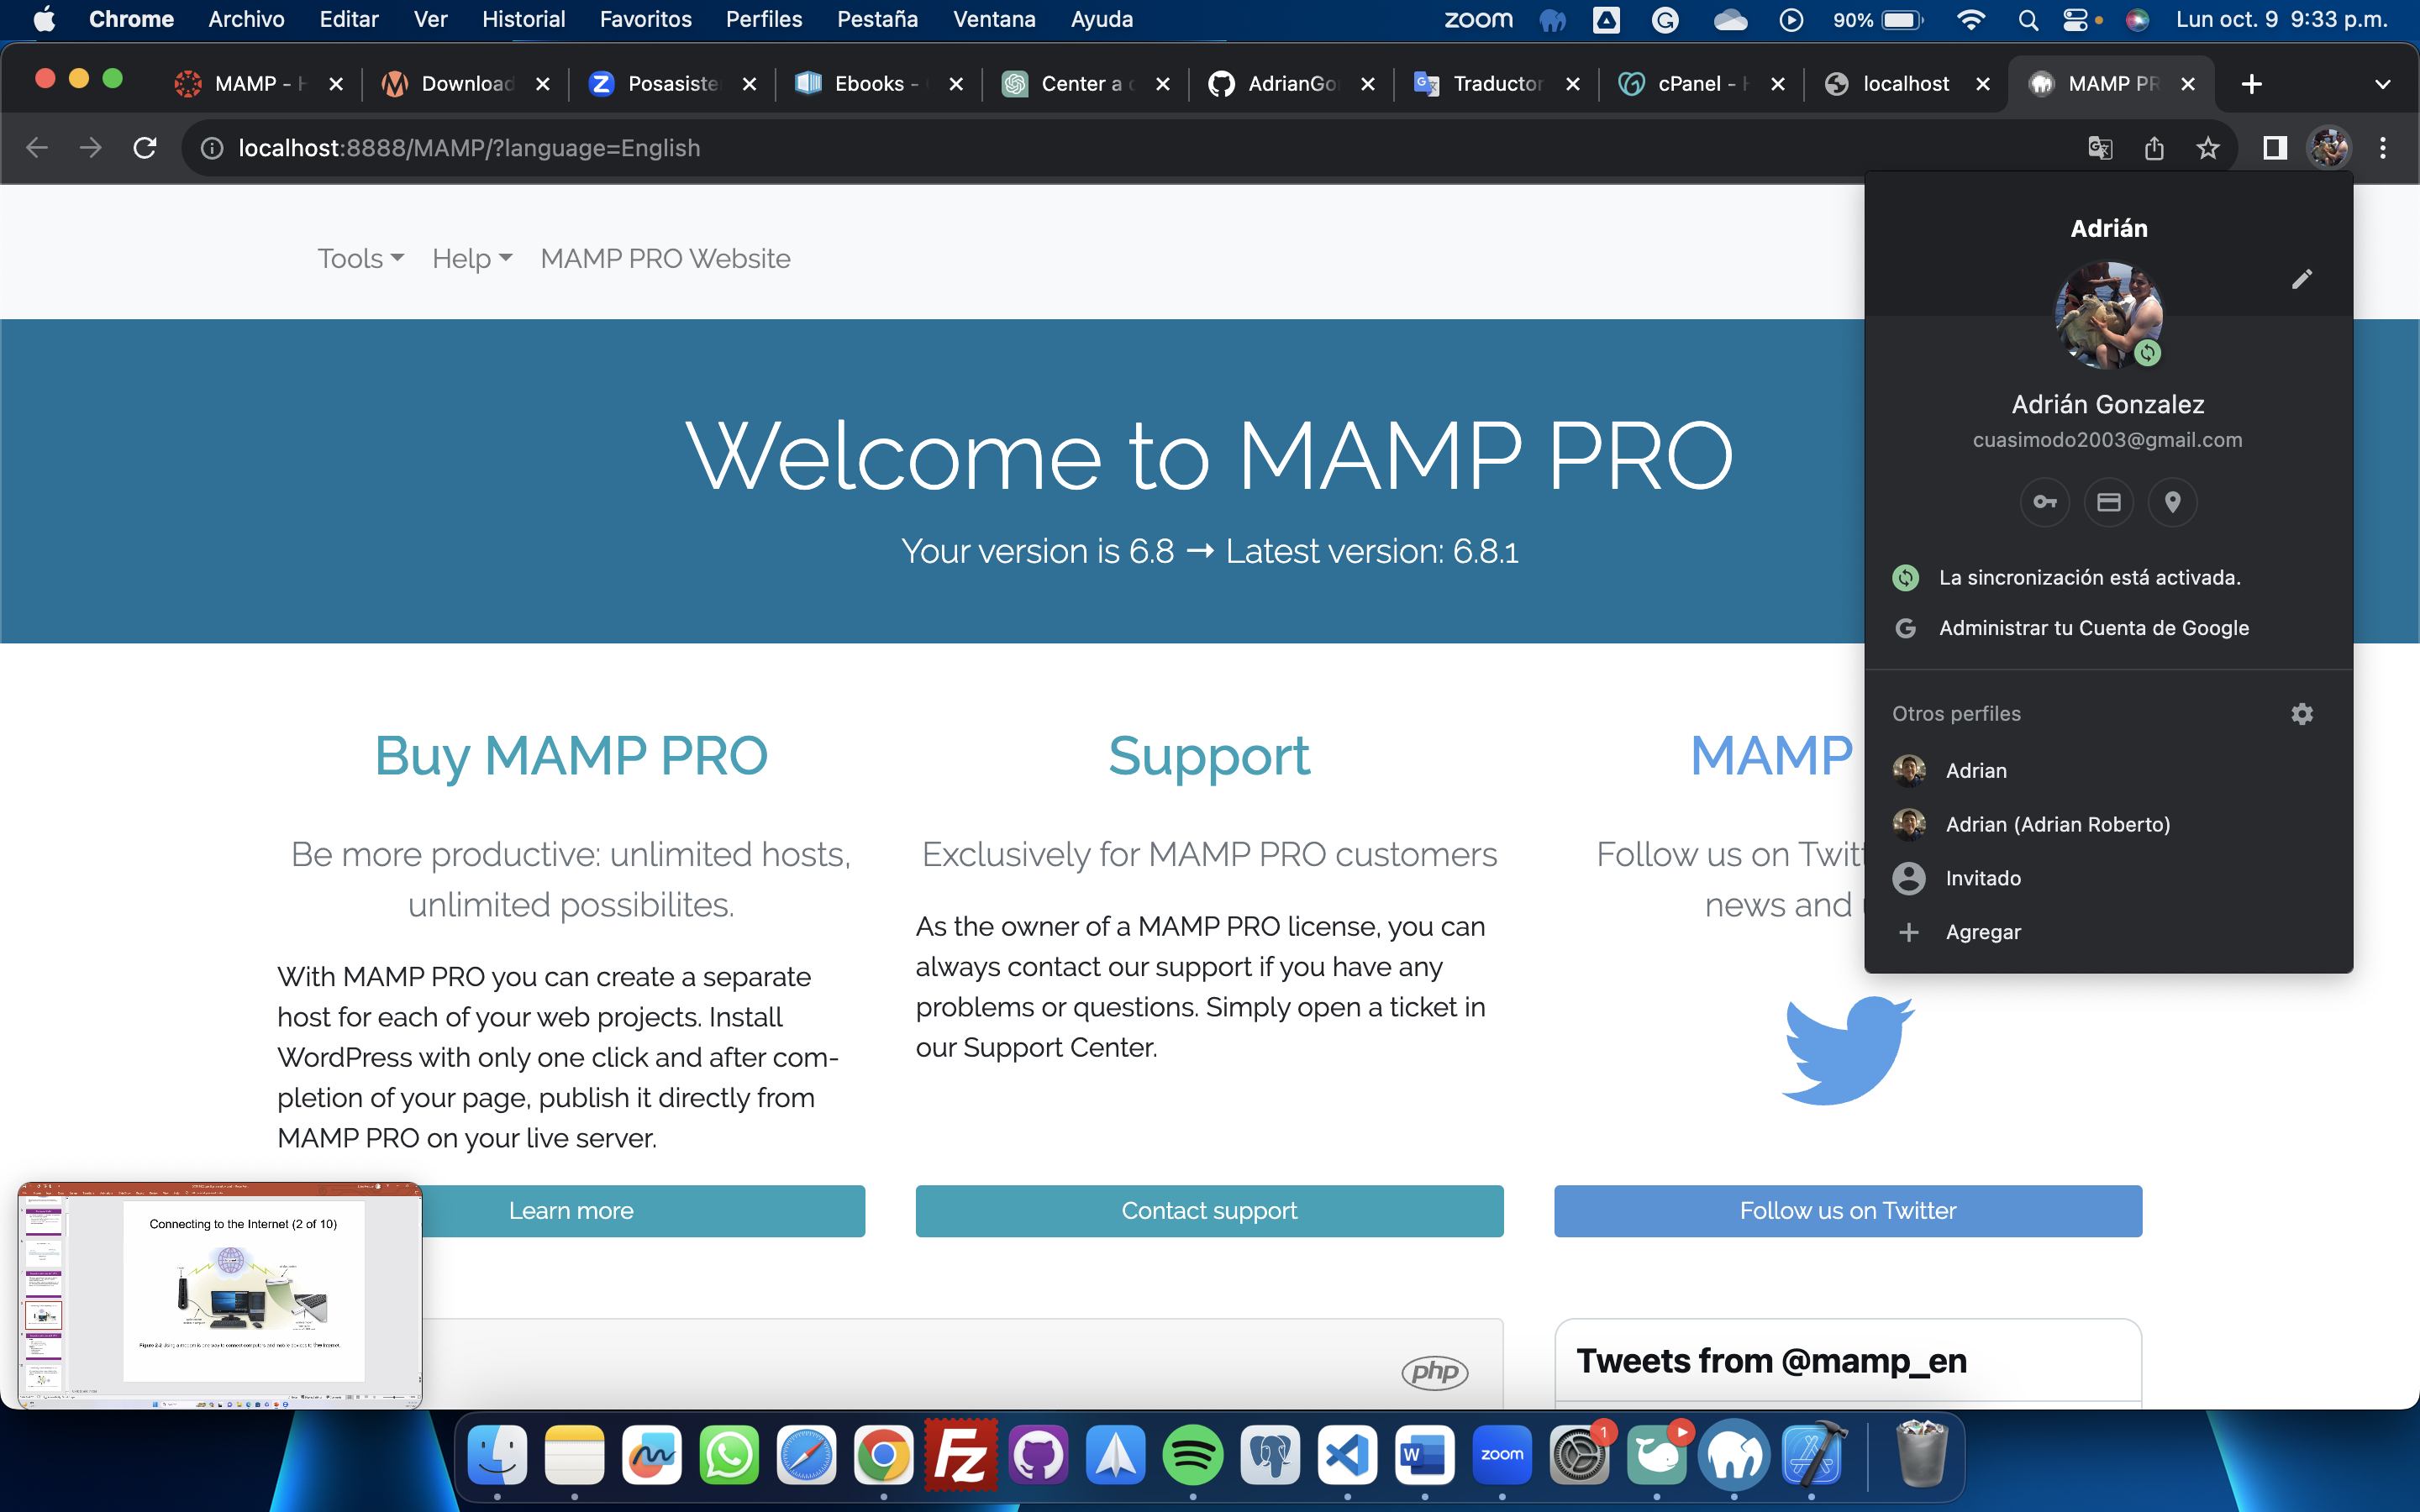 Chrome Archivo Editar Ver Historial Favoritos Perfiles Pestaña Ventana Ayuda
zoom 90% Lun oct. 9 9:33 p.m.
MAMP - H Download Posasiste Ebooks - Center a c AdrianGo Traductor cPanel - H localhost MAMP PR
localhost:8888/MAMP/?language=English
Tools Help MAMP PRO Website
Welcome to MAMP PRO
Your version is 6.8 → Latest version: 6.8.1
Adrián
Adrián Gonzalez
cuasimodo2003@gmail.com
La sincronización está activada.
G Administrar tu Cuenta de Google
Otros perfiles
Adrian
Adrian (Adrian Roberto)
Invitado
Agregar
Buy MAMP PRO
Be more productive: unlimited hosts,
unlimited possibilites.
With MAMP PRO you can create a separate
host for each of your web projects. Install
WordPress with only one click and after com-
pletion of your page, publish it directly from
MAMP PRO on your live server.
Learn more
Support
Exclusively for MAMP PRO customers
As the owner of a MAMP PRO license, you can
always contact our support if you have any
problems or questions. Simply open a ticket in
our Support Center.
Contact support
MAMP
Follow us on Twitt
news and
Follow us on Twitter
Connecting to the Internet (2 of 10)
php
Tweets from @mamp_en
Fz
W
zoom
1